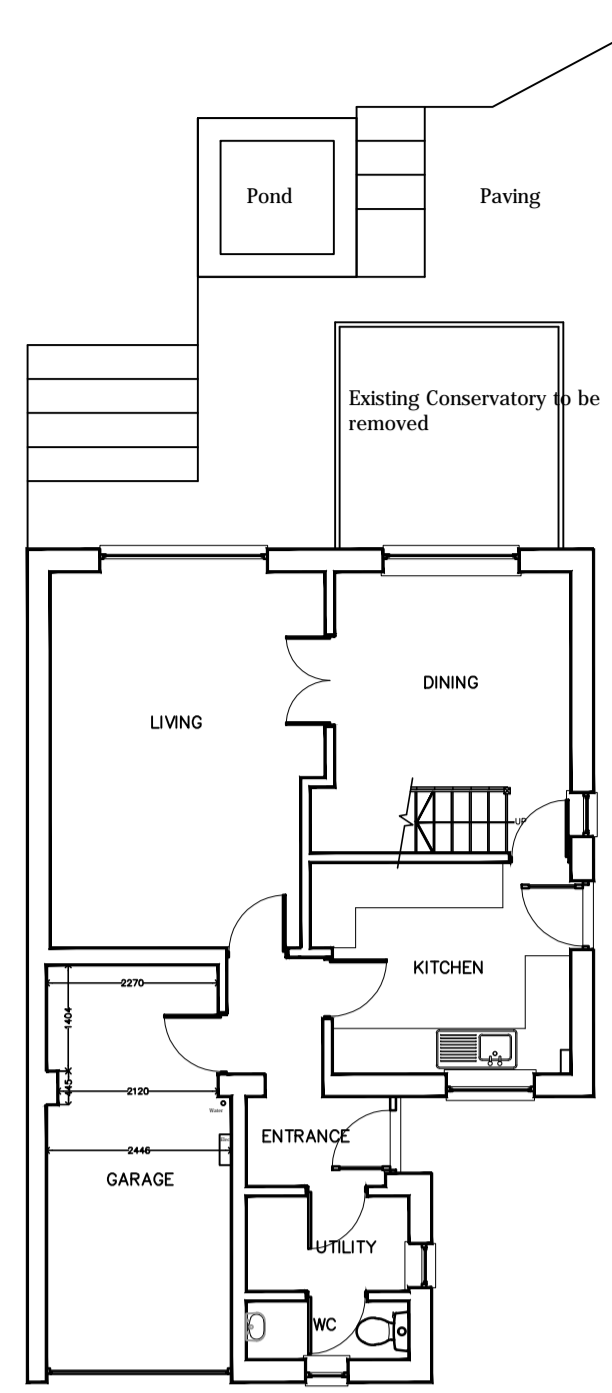 Pond
Paving
Existing Conservatory to be
removed
DINING
LIVING
UP
KITCHEN
2270
1404
445
2120
Water
ENTRANCE
2446
GARAGE
UTILITY
WC